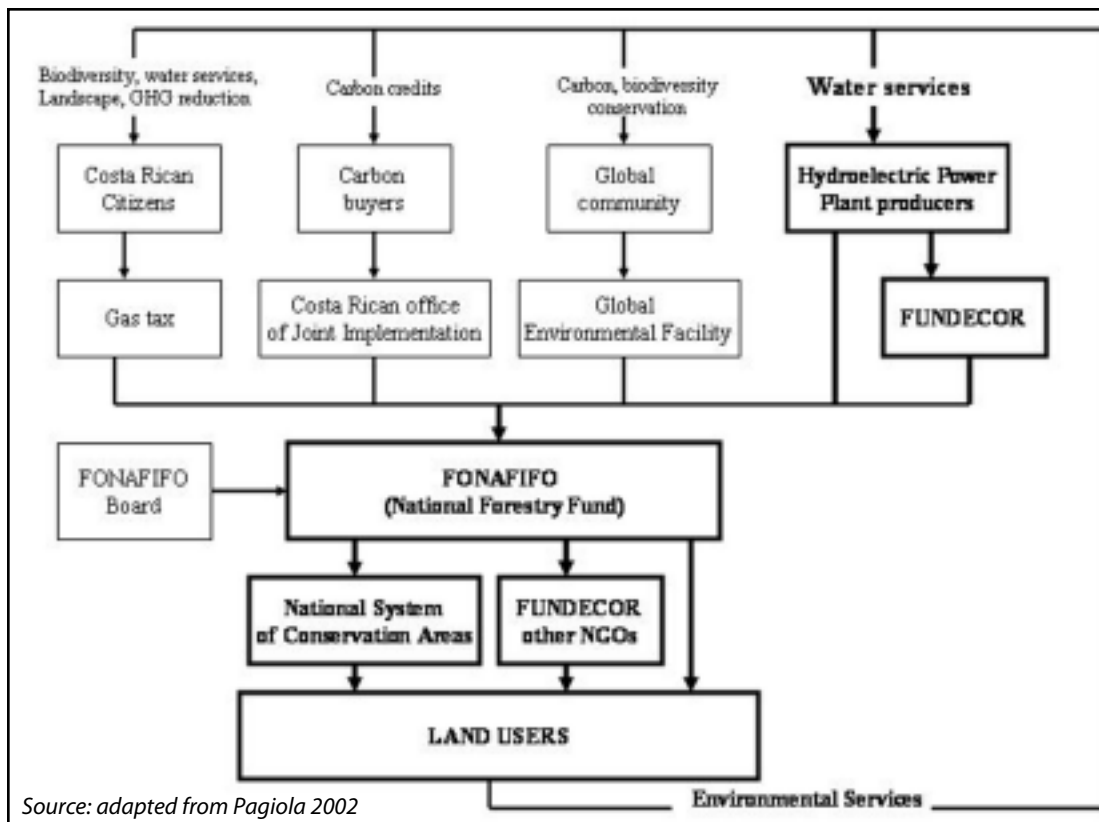 Biodiversity, water services,
Landscape, GHG reduction
Carbon credits
Carbon, biodiversity
conservation
Water services
Costa Rican
Citizens
Carbon
buyers
Global
community
Hydroelectric Power
Plant producers
Gas tax
Costa Rican office
of Joint Implementation
Global
Environmental Facility
FUNDECOR
FONAFIFO
Board
FONAFIFO
(National Forestry Fund)
National System
of Conservation Areas
FUNDECOR
other NGOs
LAND USERS
Source: adapted from Pagiola 2002
Environmental Services